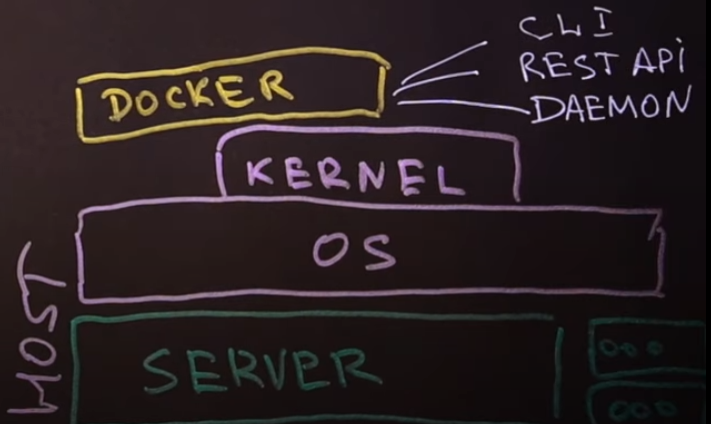 CLI
REST API
DAEMON
DOCKER
KERNEL
OS
HOST
SERVER